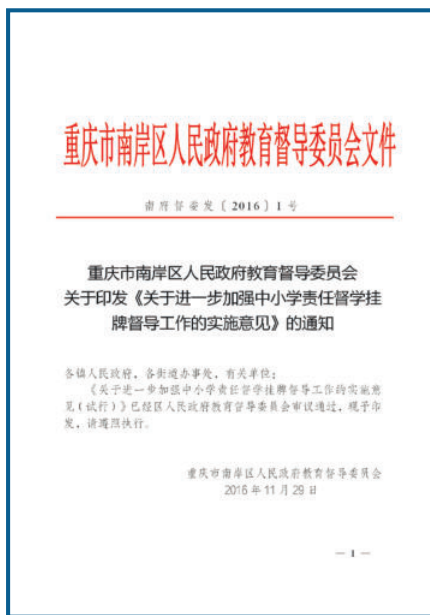 重庆市南岸区人民政府教育督导委员会文件
南府督委发〔2016〕1号
重庆市南岸区人民政府教育督导委员会
关于印发《关于进一步加强中小学责任督学挂
牌督导工作的实施意见》的通知
各镇人民政府，各街道办事处，有关单位：
《关于进一步加强中小学责任督学挂牌督导工作的实施意
见（试行）》已经区人民政府教育督导委员会审议通过，现予印
发，请遵照执行。
重庆市南岸区人民政府教育督导委员会
2016年11月29日
— 1 —